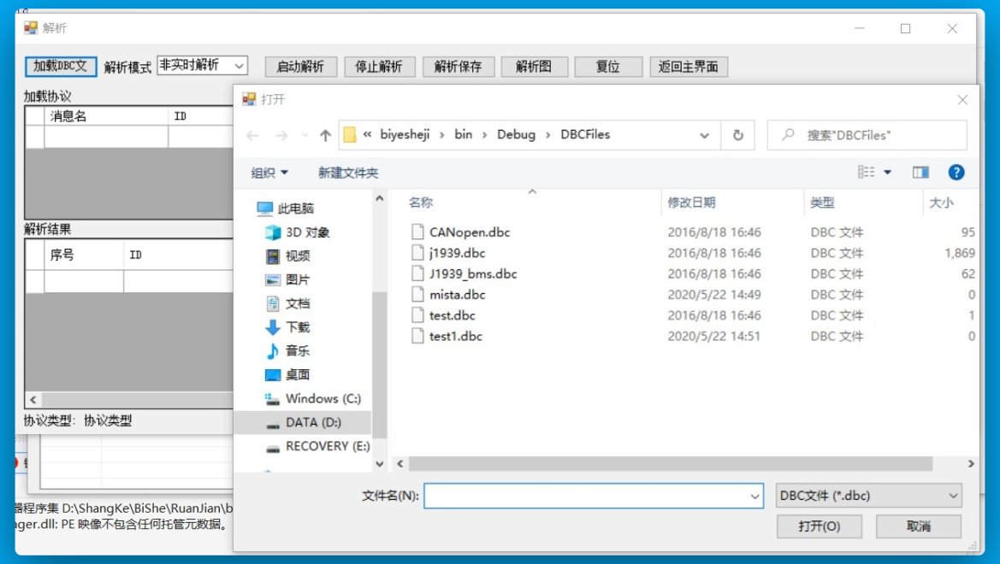 解析
加载DBC文 解析模式 非实时解析 启动解析 停止解析 解析保存 解析图 复位 返回主界面
加载协议
消息名 ID
解析结果
序号 ID
协议类型: 协议类型
器程序集 D:\ShangKe\BiShe\RuanJian\b
ager.dll: PE 映像不包含任何托管元数据。
打开
« biyesheji › bin › Debug › DBCFiles 搜索"DBCFiles"
组织 新建文件夹
此电脑
3D 对象
视频
图片
文档
下载
音乐
桌面
Windows (C:)
DATA (D:)
RECOVERY (E:)
名称 修改日期 类型 大小
CANopen.dbc 2016/8/18 16:46 DBC 文件 95
j1939.dbc 2016/8/18 16:46 DBC 文件 1,869
J1939_bms.dbc 2016/8/18 16:46 DBC 文件 62
mista.dbc 2020/5/22 14:49 DBC 文件 0
test.dbc 2016/8/18 16:46 DBC 文件 1
test1.dbc 2020/5/22 14:51 DBC 文件 0
文件名(N): DBC文件 (*.dbc)
打开(O) 取消